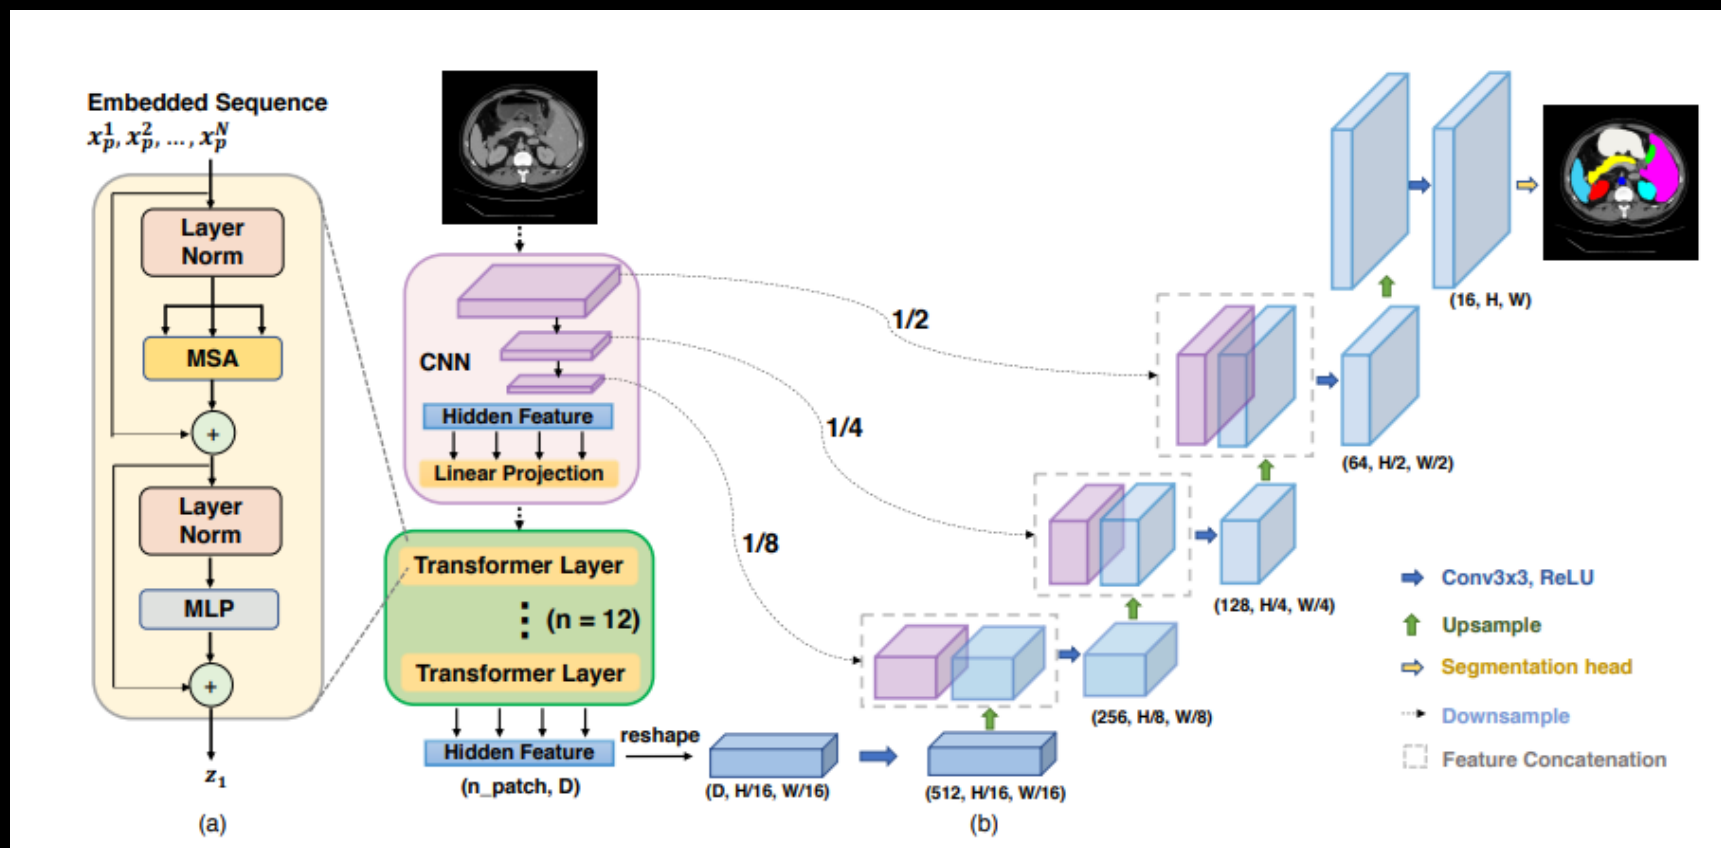 Embedded Sequence
x_p^1, x_p^2, ..., x_p^N
Layer
Norm
MSA
+
Layer
Norm
MLP
+
z_1
(a)
CNN
Hidden Feature
Linear Projection
Transformer Layer
(n = 12)
Transformer Layer
Hidden Feature
(n_patch, D)
reshape
(D, H/16, W/16)
(512, H/16, W/16)
(b)
1/2
1/4
1/8
(256, H/8, W/8)
(128, H/4, W/4)
(64, H/2, W/2)
(16, H, W)
Conv3x3, ReLU
Upsample
Segmentation head
Downsample
Feature Concatenation